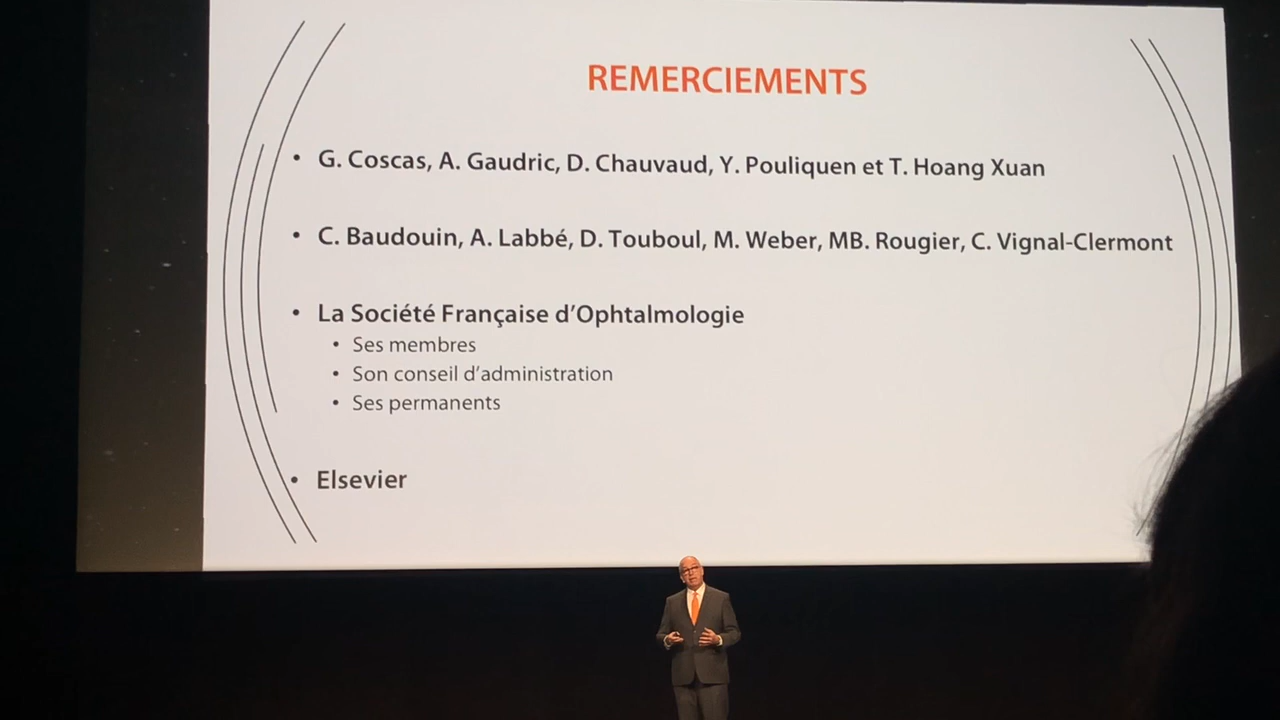 REMERCIEMENTS
• G. Coscas, A. Gaudric, D. Chauvaud, Y. Pouliquen et T. Hoang Xuan
• C. Baudouin, A. Labbé, D. Touboul, M. Weber, MB. Rougier, C. Vignal-Clermont
• La Société Française d’Ophtalmologie
• Ses membres
• Son conseil d’administration
• Ses permanents
• Elsevier